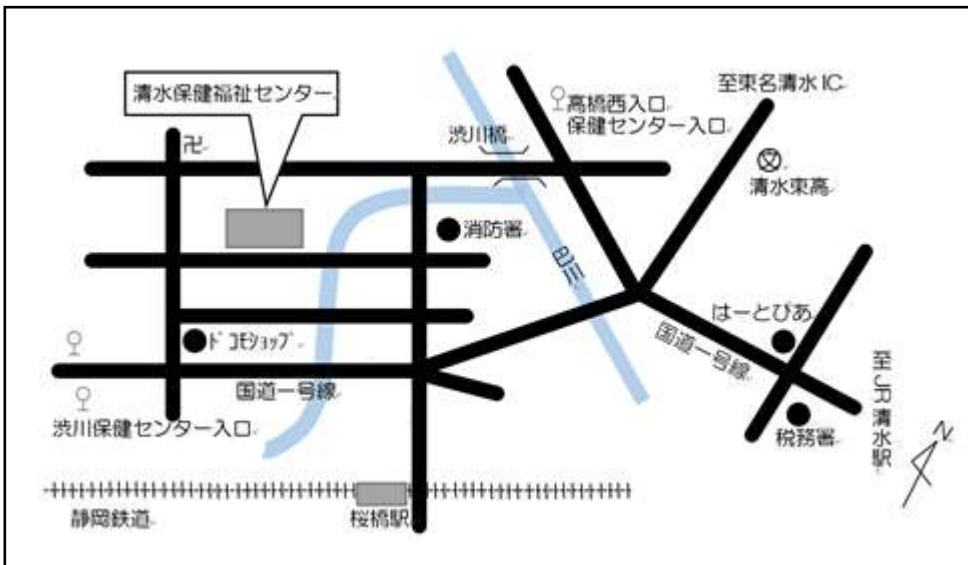 清水保健福祉センター
至東名清水IC
高橋西入口
保健センター入口
渋川橋
卍
清水東高
消防署
巴川
はーとぴあ
ドコモショップ
国道一号線
国道一号線
渋川保健センター入口
税務署
至JR清水駅
N
静岡鉄道
桜橋駅